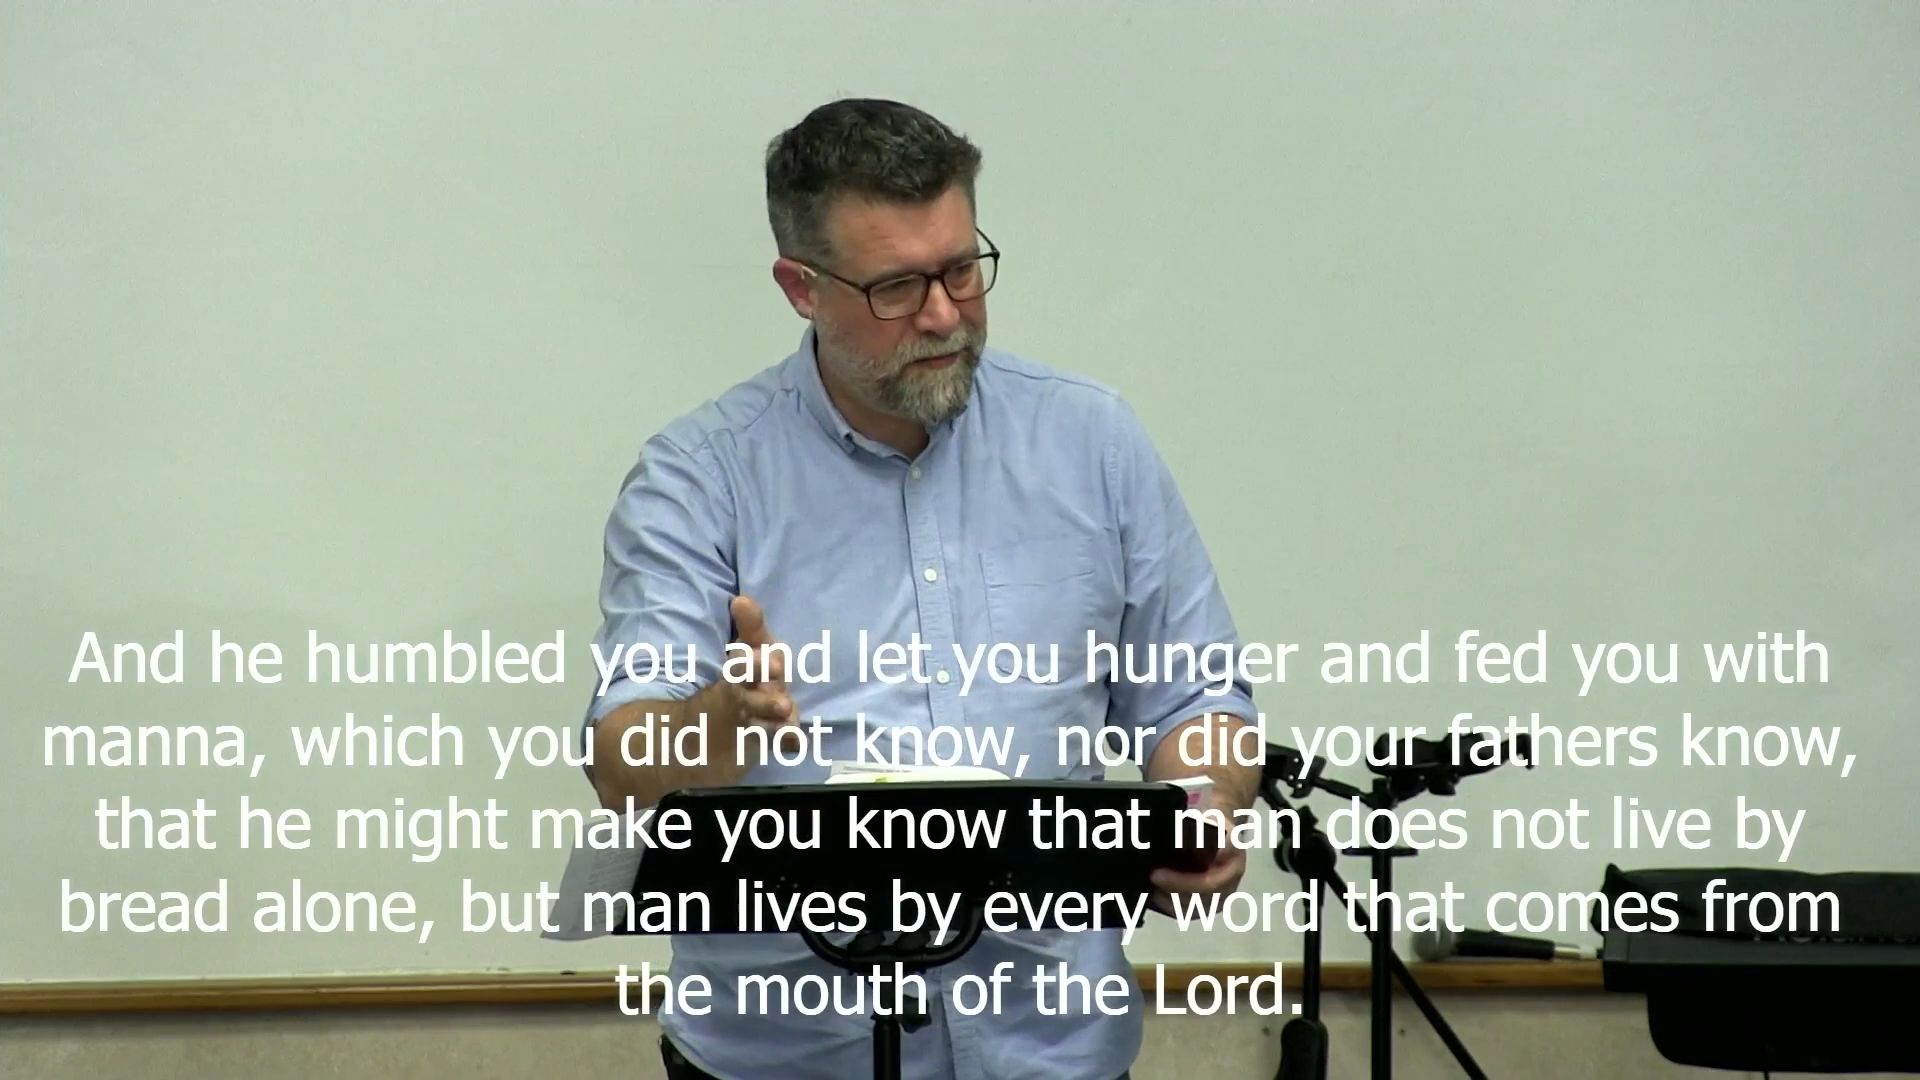 And he humbled you and let you hunger and fed you with
manna, which you did not know, nor did your fathers know,
that he might make you know that man does not live by
bread alone, but man lives by every word that comes from
the mouth of the Lord.